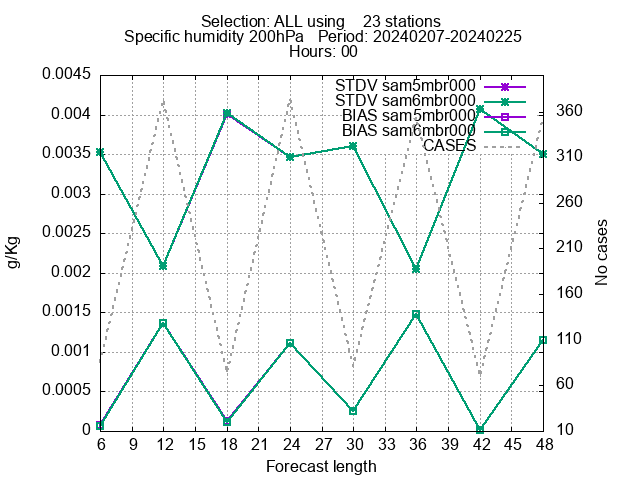 Selection: ALL using    23 stations
Specific humidity 200hPa   Period: 20240207-20240225
Hours: 00
STDV sam5mbr000
STDV sam6mbr000
BIAS sam5mbr000
BIAS sam6mbr000
CASES
0.0045
0.004
0.0035
0.003
0.0025
0.002
0.0015
0.001
0.0005
0
g/Kg
360
310
260
210
160
110
60
10
No cases
6 9 12 15 18 21 24 27 30 33 36 39 42 45 48
Forecast length